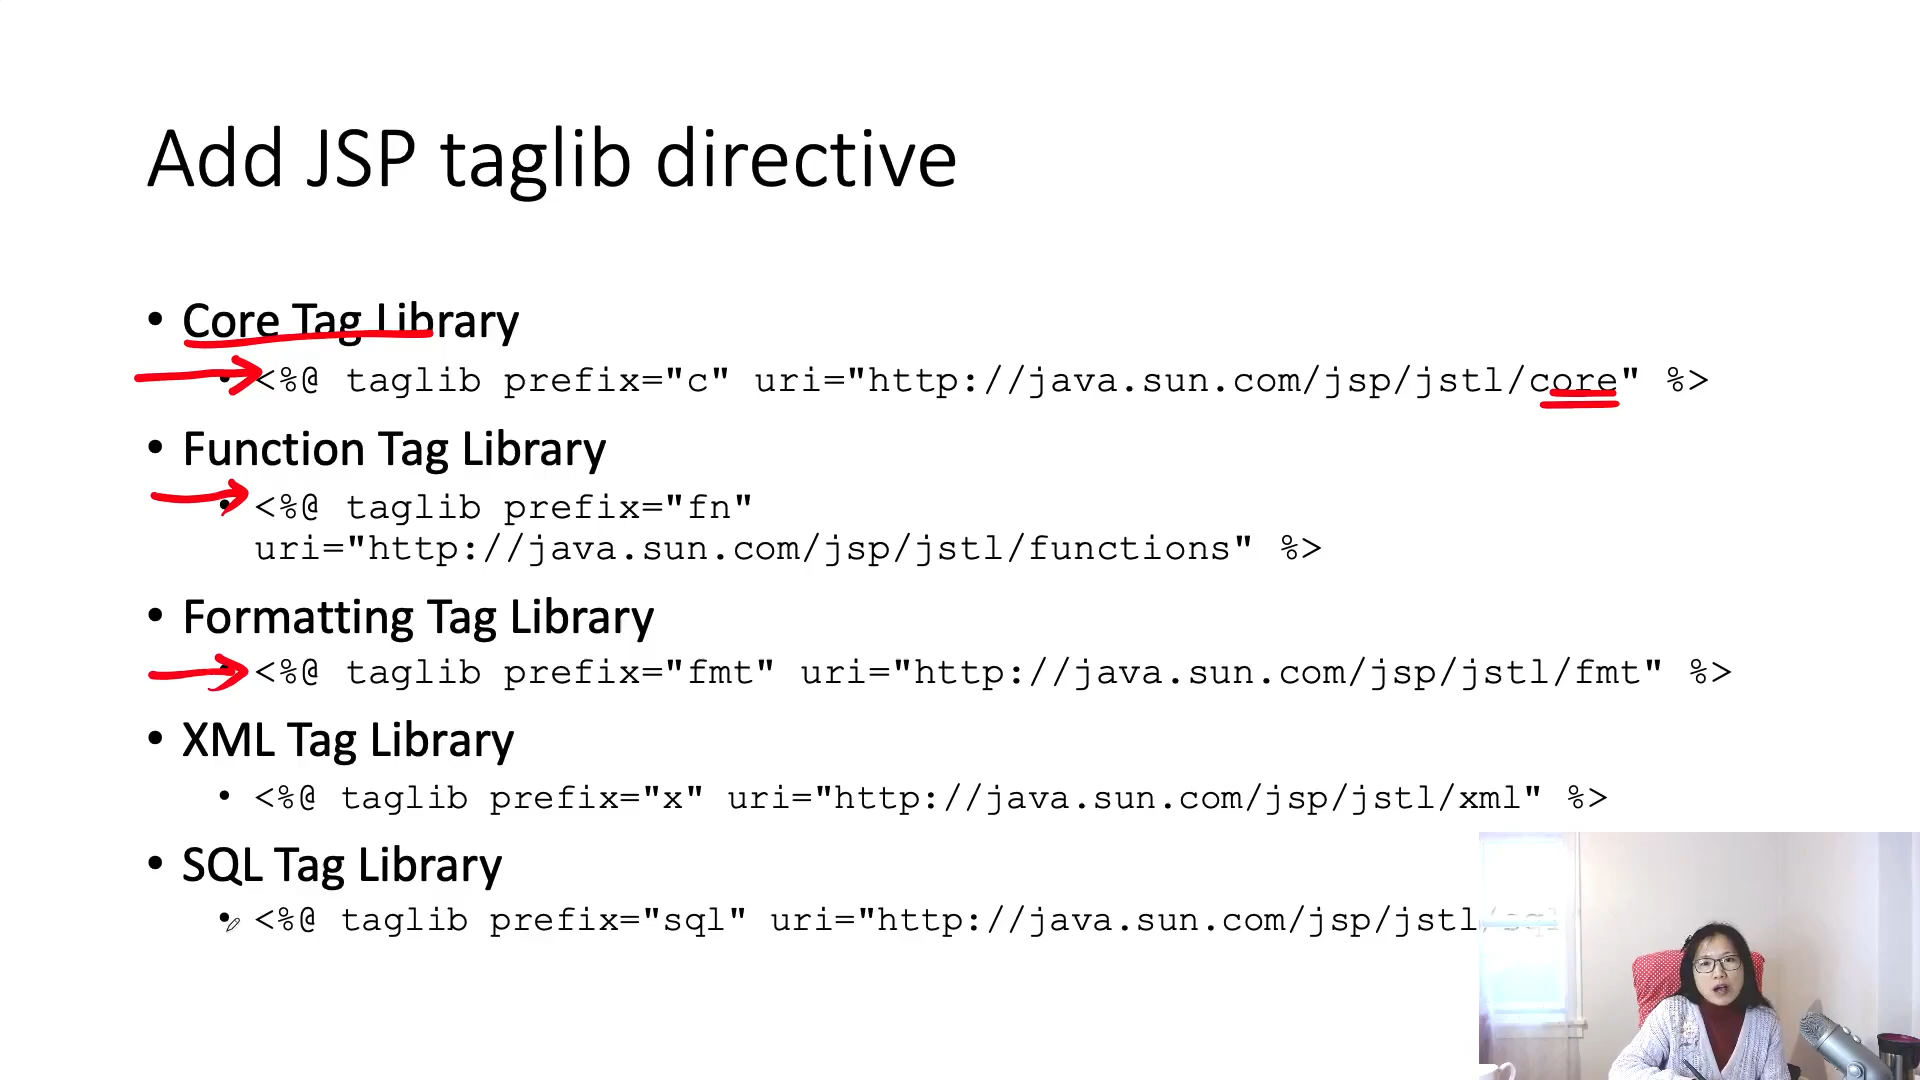 Add JSP taglib directive
• Core Tag Library
• <%@ taglib prefix="c" uri="http://java.sun.com/jsp/jstl/core" %>
• Function Tag Library
• <%@ taglib prefix="fn"
uri="http://java.sun.com/jsp/jstl/functions" %>
• Formatting Tag Library
• <%@ taglib prefix="fmt" uri="http://java.sun.com/jsp/jstl/fmt" %>
• XML Tag Library
• <%@ taglib prefix="x" uri="http://java.sun.com/jsp/jstl/xml" %>
• SQL Tag Library
• <%@ taglib prefix="sql" uri="http://java.sun.com/jsp/jstl/sql